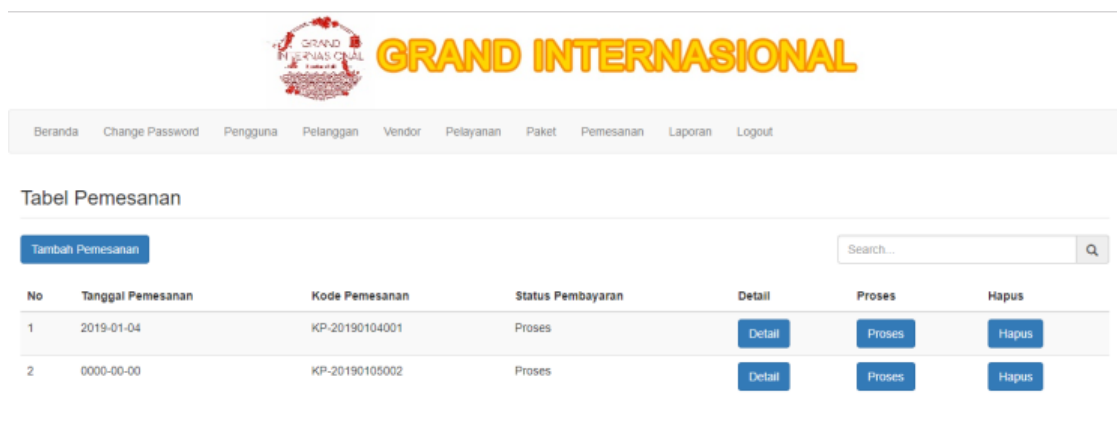 GRAND
INTERNASIONAL
GRAND INTERNASIONAL
Beranda Change Password Pengguna Pelanggan Vendor Pelayanan Paket Pemesanan Laporan Logout
Tabel Pemesanan
Tambah Pemesanan Search...
No Tanggal Pemesanan Kode Pemesanan Status Pembayaran Detail Proses Hapus
1 2019-01-04 KP-20190104001 Proses Detail Proses Hapus
2 0000-00-00 KP-20190105002 Proses Detail Proses Hapus